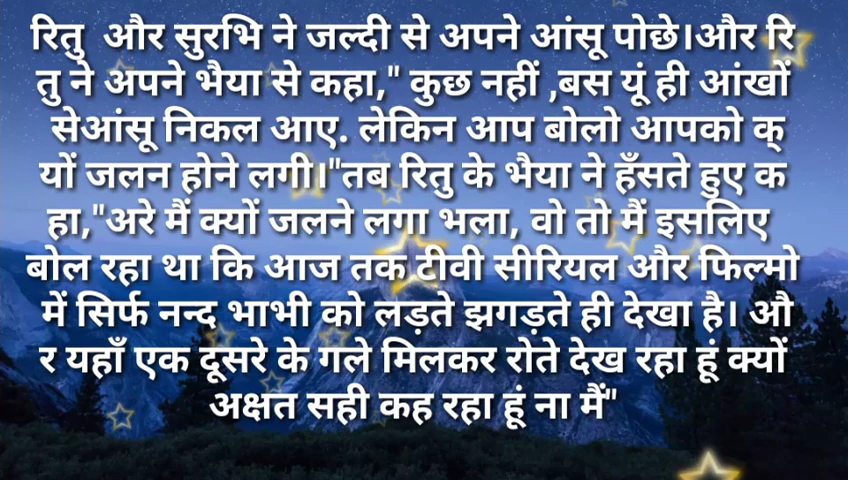 रितु  और सुरभि ने जल्दी से अपने आंसू पोछे।और रि
तु ने अपने भैया से कहा," कुछ नहीं ,बस यूं ही आंखों
सेआंसू निकल आए. लेकिन आप बोलो आपको क्
यों जलन होने लगी।"तब रितु के भैया ने हँसते हुए क
हा,"अरे मैं क्यों जलने लगा भला, वो तो मैं इसलिए
बोल रहा था कि आज तक टीवी सीरियल और फिल्मो
में सिर्फ नन्द भाभी को लड़ते झगड़ते ही देखा है। औ
र यहाँ एक दूसरे के गले मिलकर रोते देख रहा हूं क्यों
अक्षत सही कह रहा हूं ना मैं"